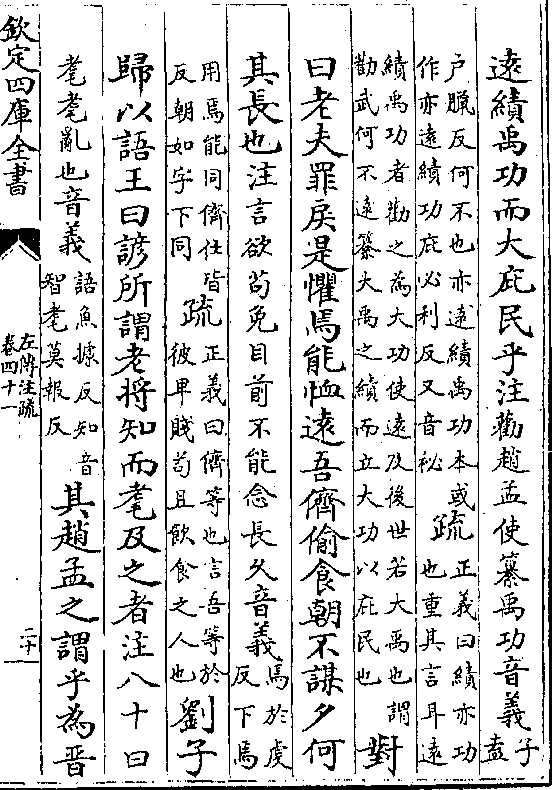 遠績禹功而大庇民乎注勸趙孟使纂禹功音義子盍
户臘反何不也亦遠績禹功本或
作亦遠績功庇必利反又音祕
疏
正義曰績亦功
也重其言耳遠
績禹功者勸之為大功使遠及後世若大禹也謂
勸武何不遠纂大禹之績而立大功以庇民也
對
曰老夫罪戾是懼焉能恤遠吾儕偷食朝不謀夕何
其長也注言欲苟免目前不能念長久音義
焉於虔
反下焉
用焉能同儕仕皆
反朝如字下同
疏
正義曰儕等也言吾等於
彼卑賤苟且飲食之人也
劉子
歸以語王曰諺所謂老將知而耄及之者注八十曰
耄耄亂也音義
語魚據反知音
智耄莫報反
其趙孟之謂乎為晋
欽定四庫全書
左傳注疏
卷四十一
二十一